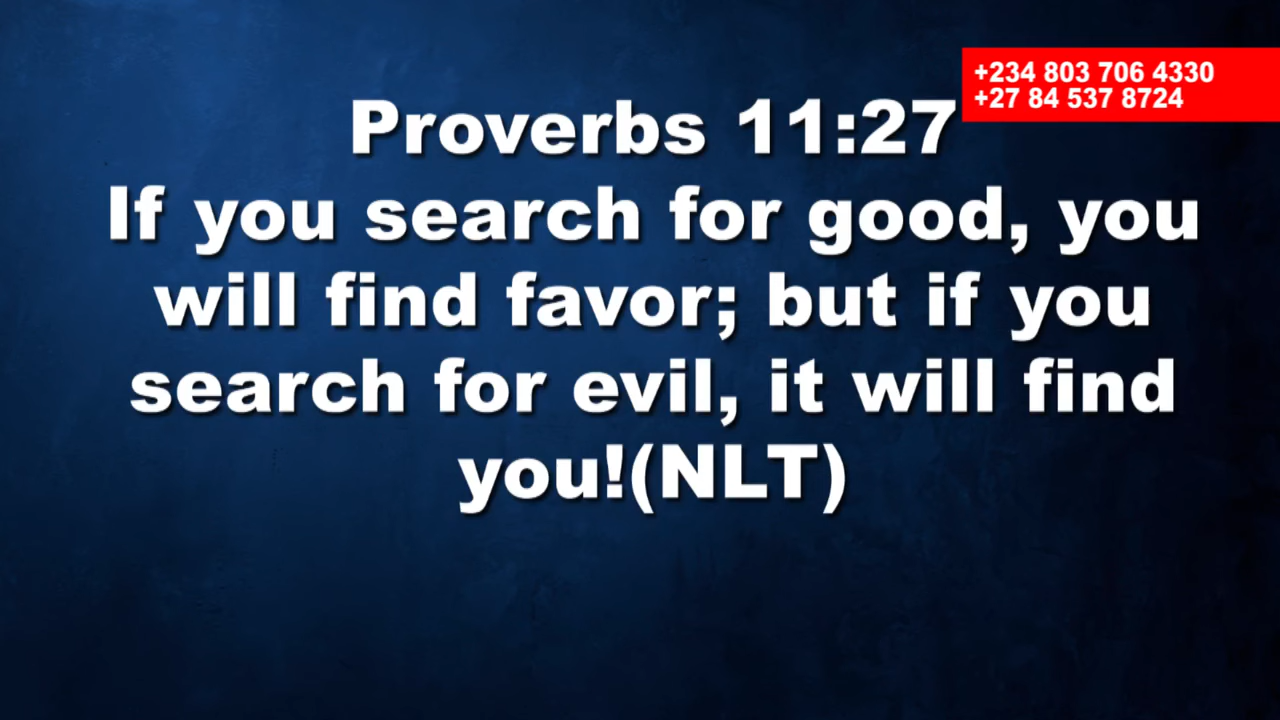 +234 803 706 4330
+27 84 537 8724
Proverbs 11:27
If you search for good, you
will find favor; but if you
search for evil, it will find
you!(NLT)